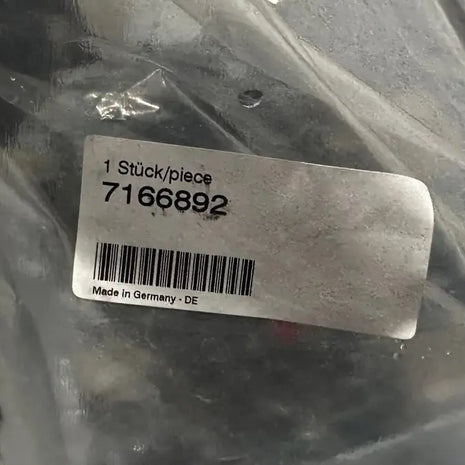 1 Stück/piece
7166892
Made in Germany · DE